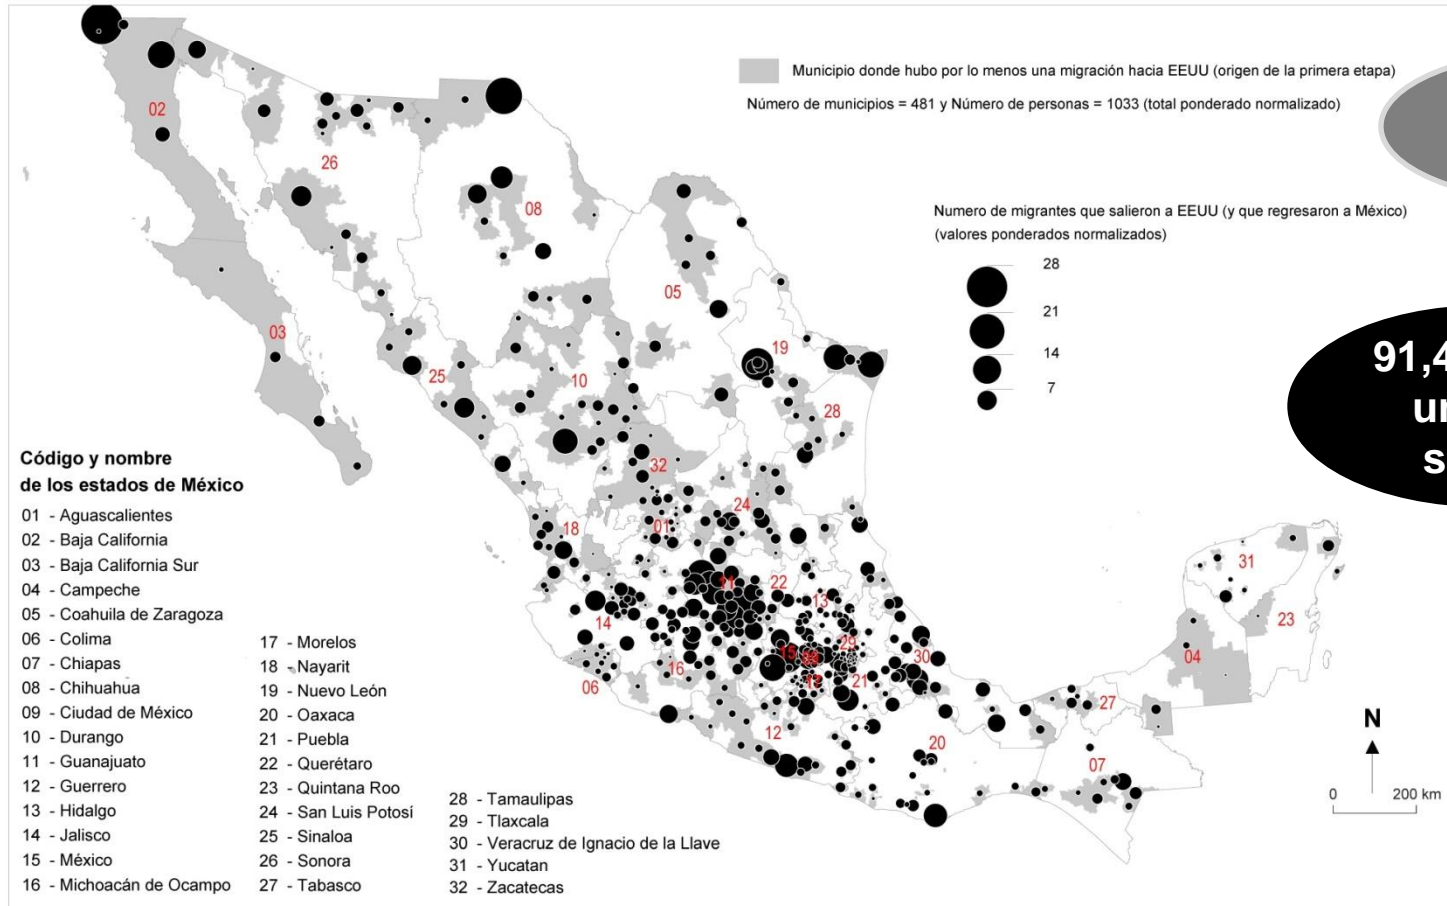 Municipio donde hubo por lo menos una migración hacia EEUU (origen de la primera etapa)
Número de municipios = 481 y Número de personas = 1033 (total ponderado normalizado)
Numero de migrantes que salieron a EEUU (y que regresaron a México)
(valores ponderados normalizados)
28
21
14
7
91,4
ur
s
02
26
08
05
03
25
10
19
28
32
24
01
18
11
22
13
14
29
15
30
16
17
21
06
12
20
27
07
04
31
23
Código y nombre
de los estados de México
01 - Aguascalientes
02 - Baja California
03 - Baja California Sur
04 - Campeche
05 - Coahuila de Zaragoza
06 - Colima
07 - Chiapas
08 - Chihuahua
09 - Ciudad de México
10 - Durango
11 - Guanajuato
12 - Guerrero
13 - Hidalgo
14 - Jalisco
15 - México
16 - Michoacán de Ocampo
17 - Morelos
18 - Nayarit
19 - Nuevo León
20 - Oaxaca
21 - Puebla
22 - Querétaro
23 - Quintana Roo
24 - San Luis Potosí
25 - Sinaloa
26 - Sonora
27 - Tabasco
28 - Tamaulipas
29 - Tlaxcala
30 - Veracruz de Ignacio de la Llave
31 - Yucatan
32 - Zacatecas
N
0 200 km